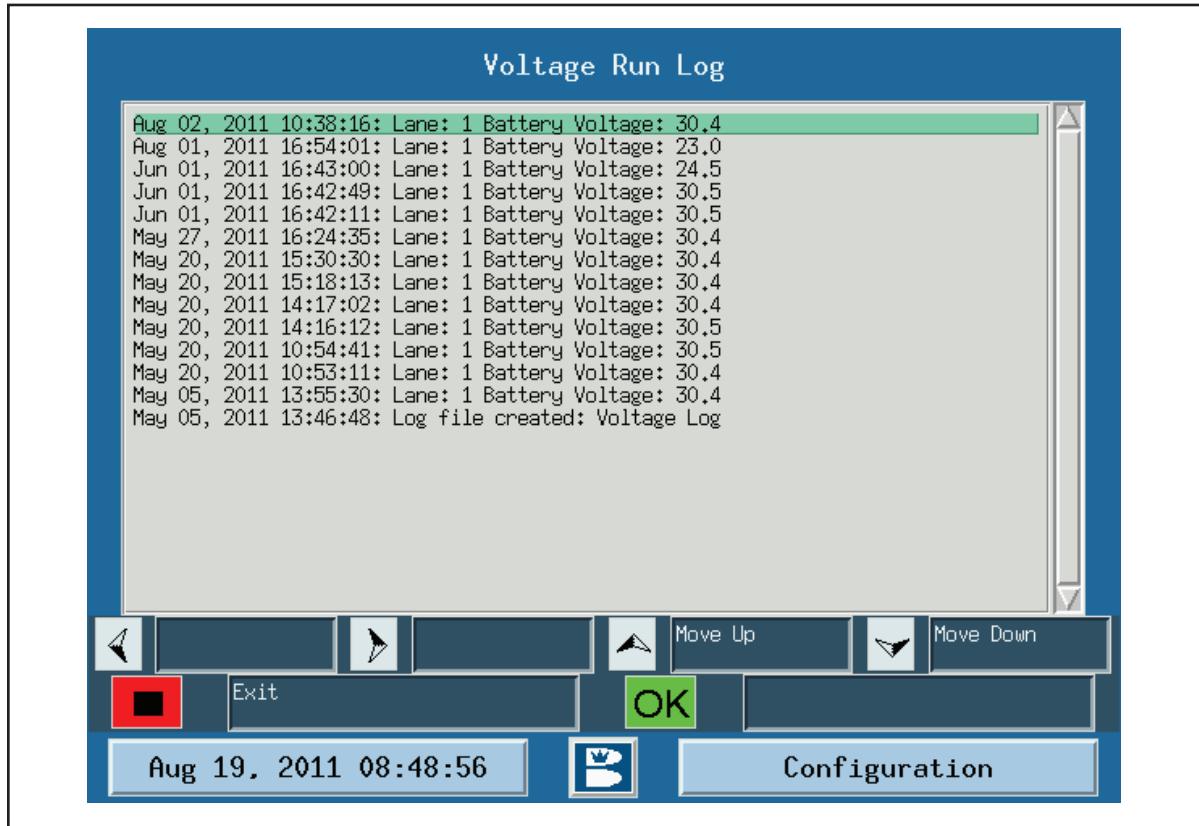 Voltage Run Log
Aug 02, 2011 10:38:16: Lane: 1 Battery Voltage: 30.4
Aug 01, 2011 16:54:01: Lane: 1 Battery Voltage: 23.0
Jun 01, 2011 16:43:00: Lane: 1 Battery Voltage: 24.5
Jun 01, 2011 16:42:49: Lane: 1 Battery Voltage: 30.5
Jun 01, 2011 16:42:11: Lane: 1 Battery Voltage: 30.5
May 27, 2011 16:24:35: Lane: 1 Battery Voltage: 30.4
May 20, 2011 15:30:30: Lane: 1 Battery Voltage: 30.4
May 20, 2011 15:18:13: Lane: 1 Battery Voltage: 30.4
May 20, 2011 14:17:02: Lane: 1 Battery Voltage: 30.4
May 20, 2011 14:16:12: Lane: 1 Battery Voltage: 30.5
May 20, 2011 10:54:41: Lane: 1 Battery Voltage: 30.5
May 20, 2011 10:53:11: Lane: 1 Battery Voltage: 30.4
May 05, 2011 13:55:30: Lane: 1 Battery Voltage: 30.4
May 05, 2011 13:46:48: Log file created: Voltage Log
Move Up
Move Down
Exit
OK
Aug 19, 2011 08:48:56
Configuration